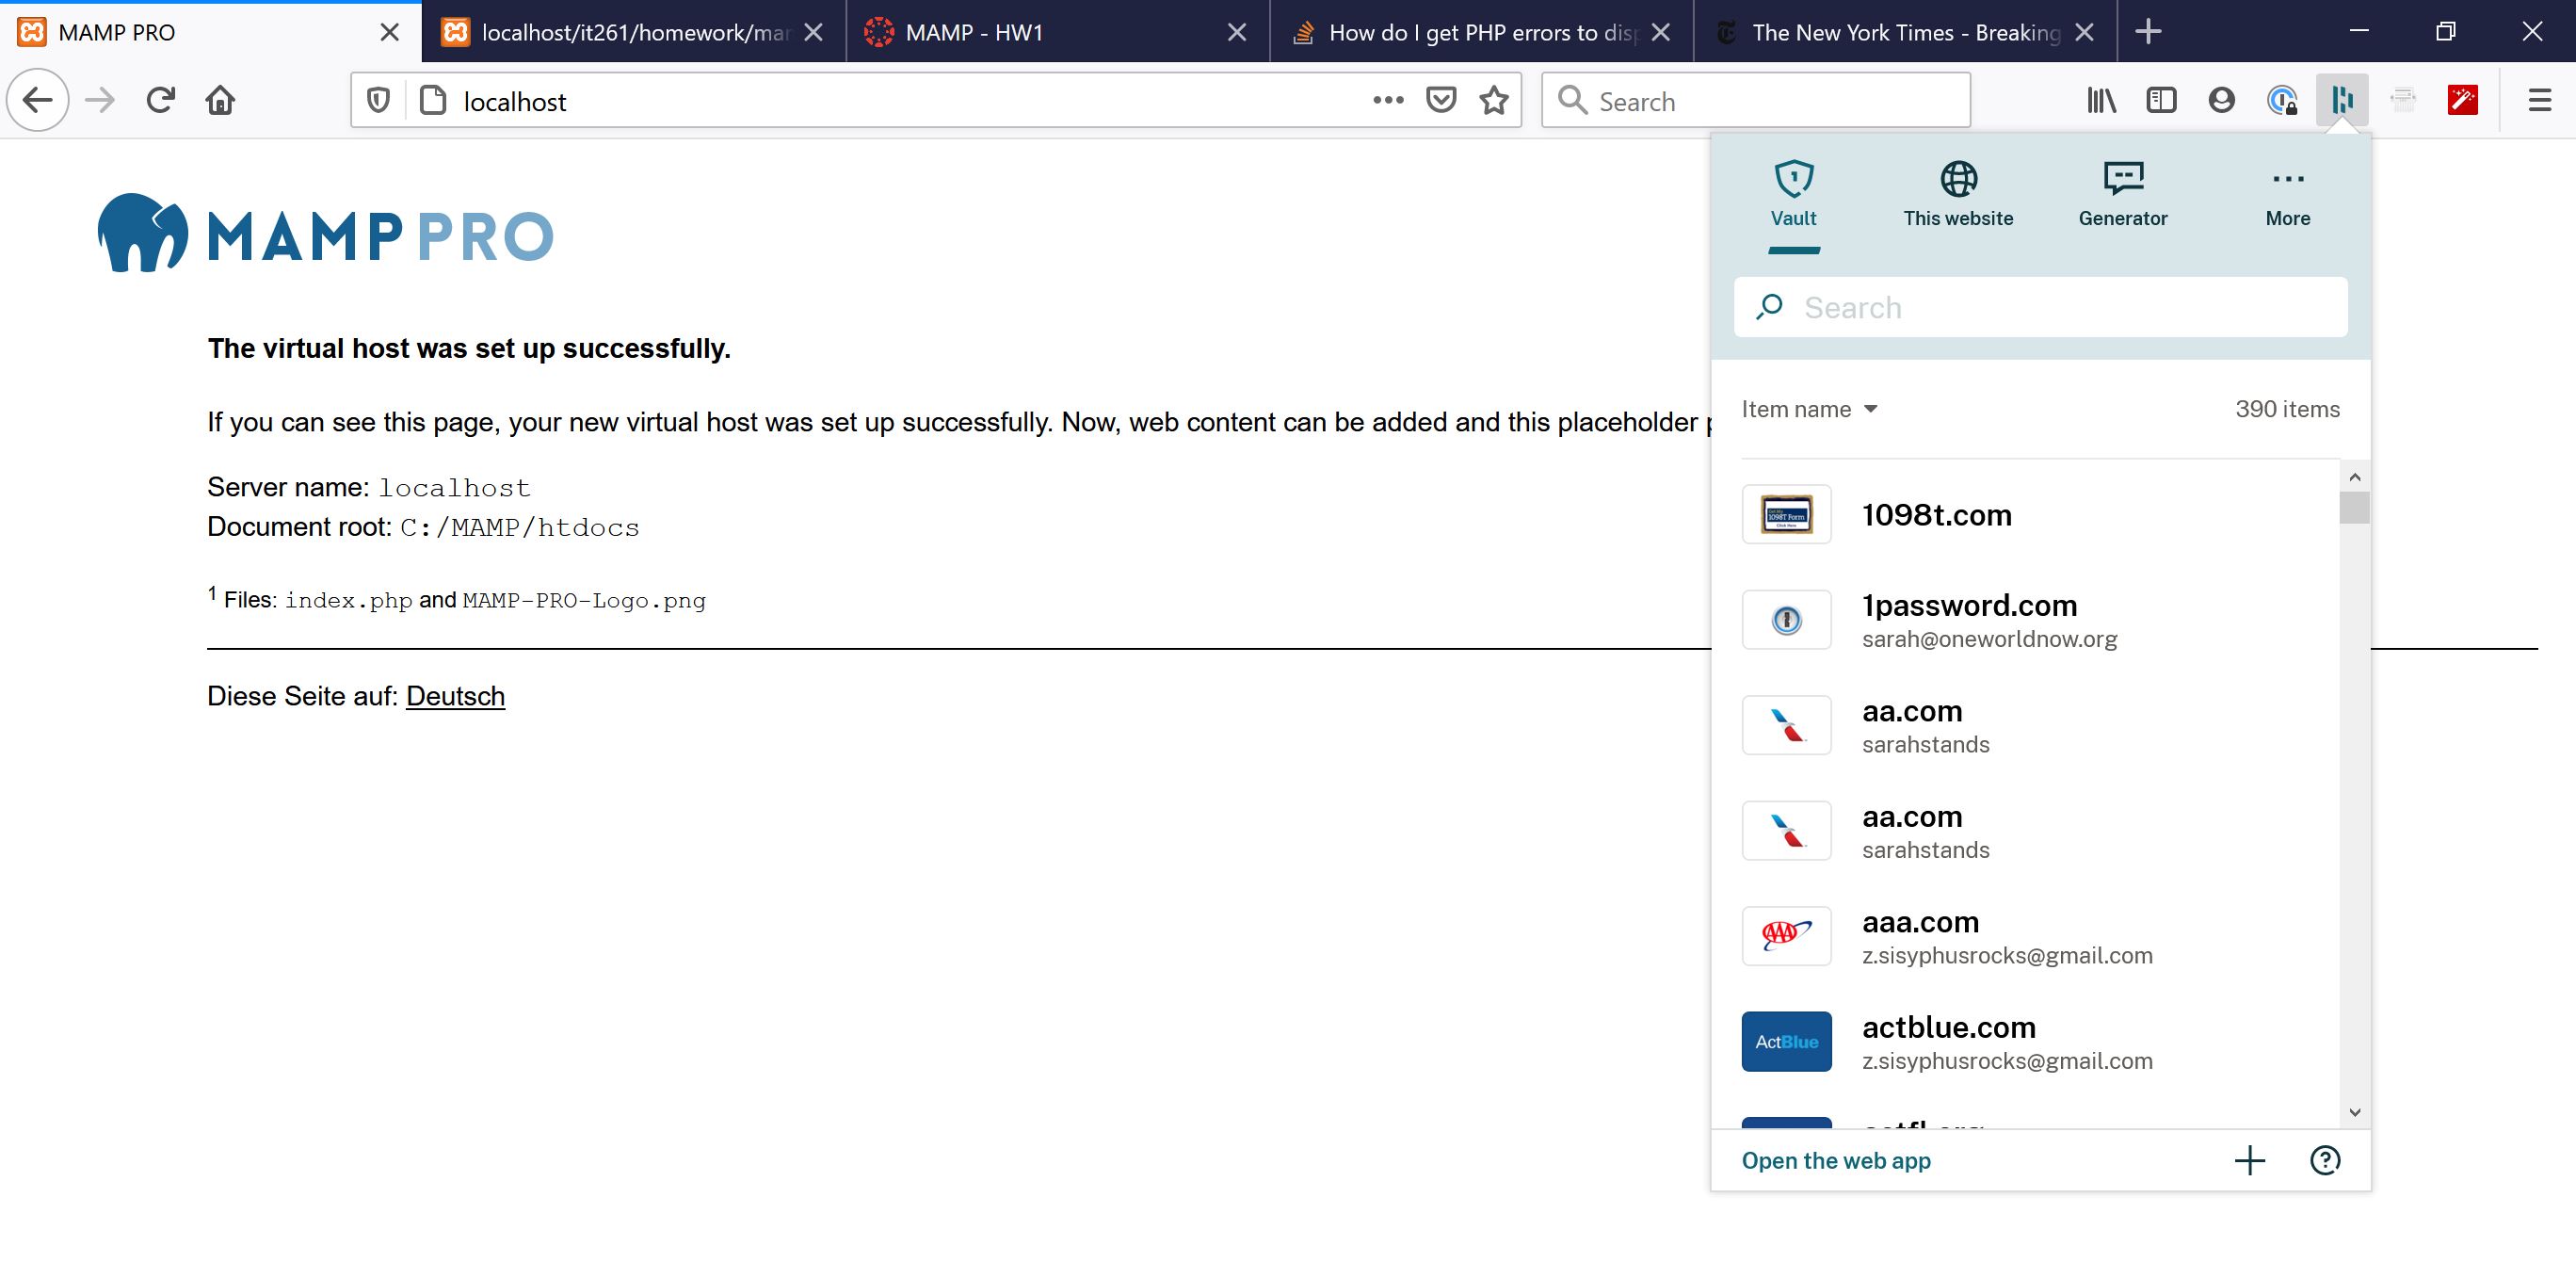 MAMP PRO
localhost/it261/homework/mar
MAMP - HW1
How do I get PHP errors to disp
The New York Times - Breaking
localhost
Search
MAMP PRO
The virtual host was set up successfully.
If you can see this page, your new virtual host was set up successfully. Now, web content can be added and this placeholder
Server name: localhost
Document root: C:/MAMP/htdocs
1 Files: index.php and MAMP-PRO-Logo.png
Diese Seite auf: Deutsch
Vault
This website
Generator
More
Search
Item name
390 items
1098t.com
1password.com
sarah@oneworldnow.org
aa.com
sarahstands
aa.com
sarahstands
aaa.com
z.sisyphusrocks@gmail.com
ActBlue
actblue.com
z.sisyphusrocks@gmail.com
Open the web app